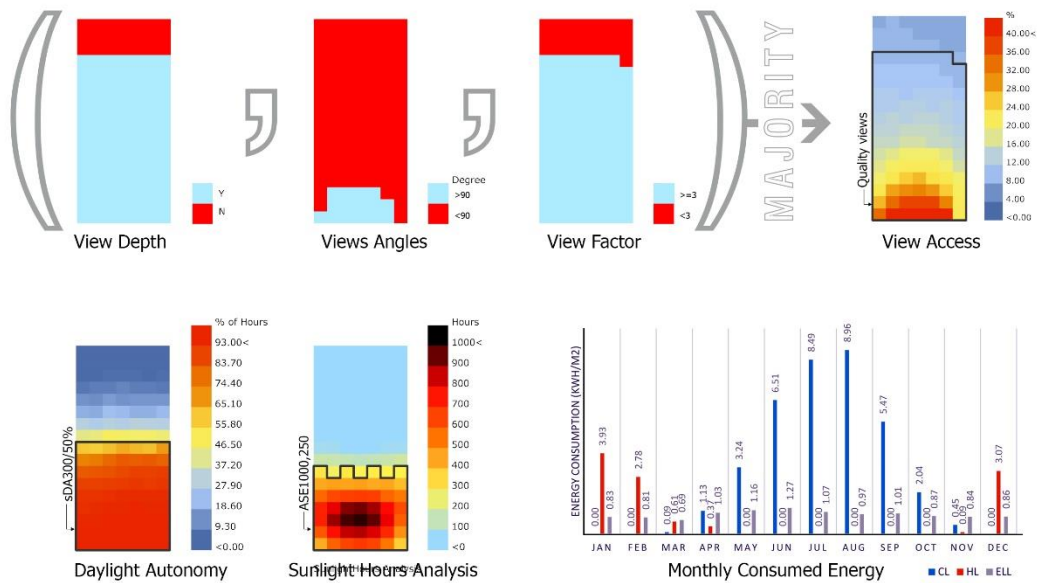 Y
N
View Depth
Degree
>90
<90
Views Angles
>=3
<3
View Factor
MAJORITY
Quality views
%
40.00<
36.00
32.00
28.00
24.00
20.00
16.00
12.00
8.00
4.00
<0.00
View Access
sDA300/50%
% of Hours
93.00<
83.70
74.40
65.10
55.80
46.50
37.20
27.90
18.60
9.30
<0.00
Daylight Autonomy
ASE1000,250
Hours
1000<
900
800
700
600
500
400
300
200
100
<0
Sunlight Hours Analysis
Sunlight Hours Analysis
ENERGY CONSUMPTION (KWH/M2)
0.00 3.93 0.83
0.00 2.78 0.81
0.09 0.61 0.69
1.13 0.31 1.03
3.24 0.00 1.16
6.51 0.00 1.27
8.49 0.00 1.07
8.96 0.00 0.97
5.47 0.00 1.01
2.04 0.00 0.87
0.45 0.09 0.84
0.00 3.07 0.86
JAN FEB MAR APR MAY JUN JUL AUG SEP OCT NOV DEC
Monthly Consumed Energy
CL HL ELL